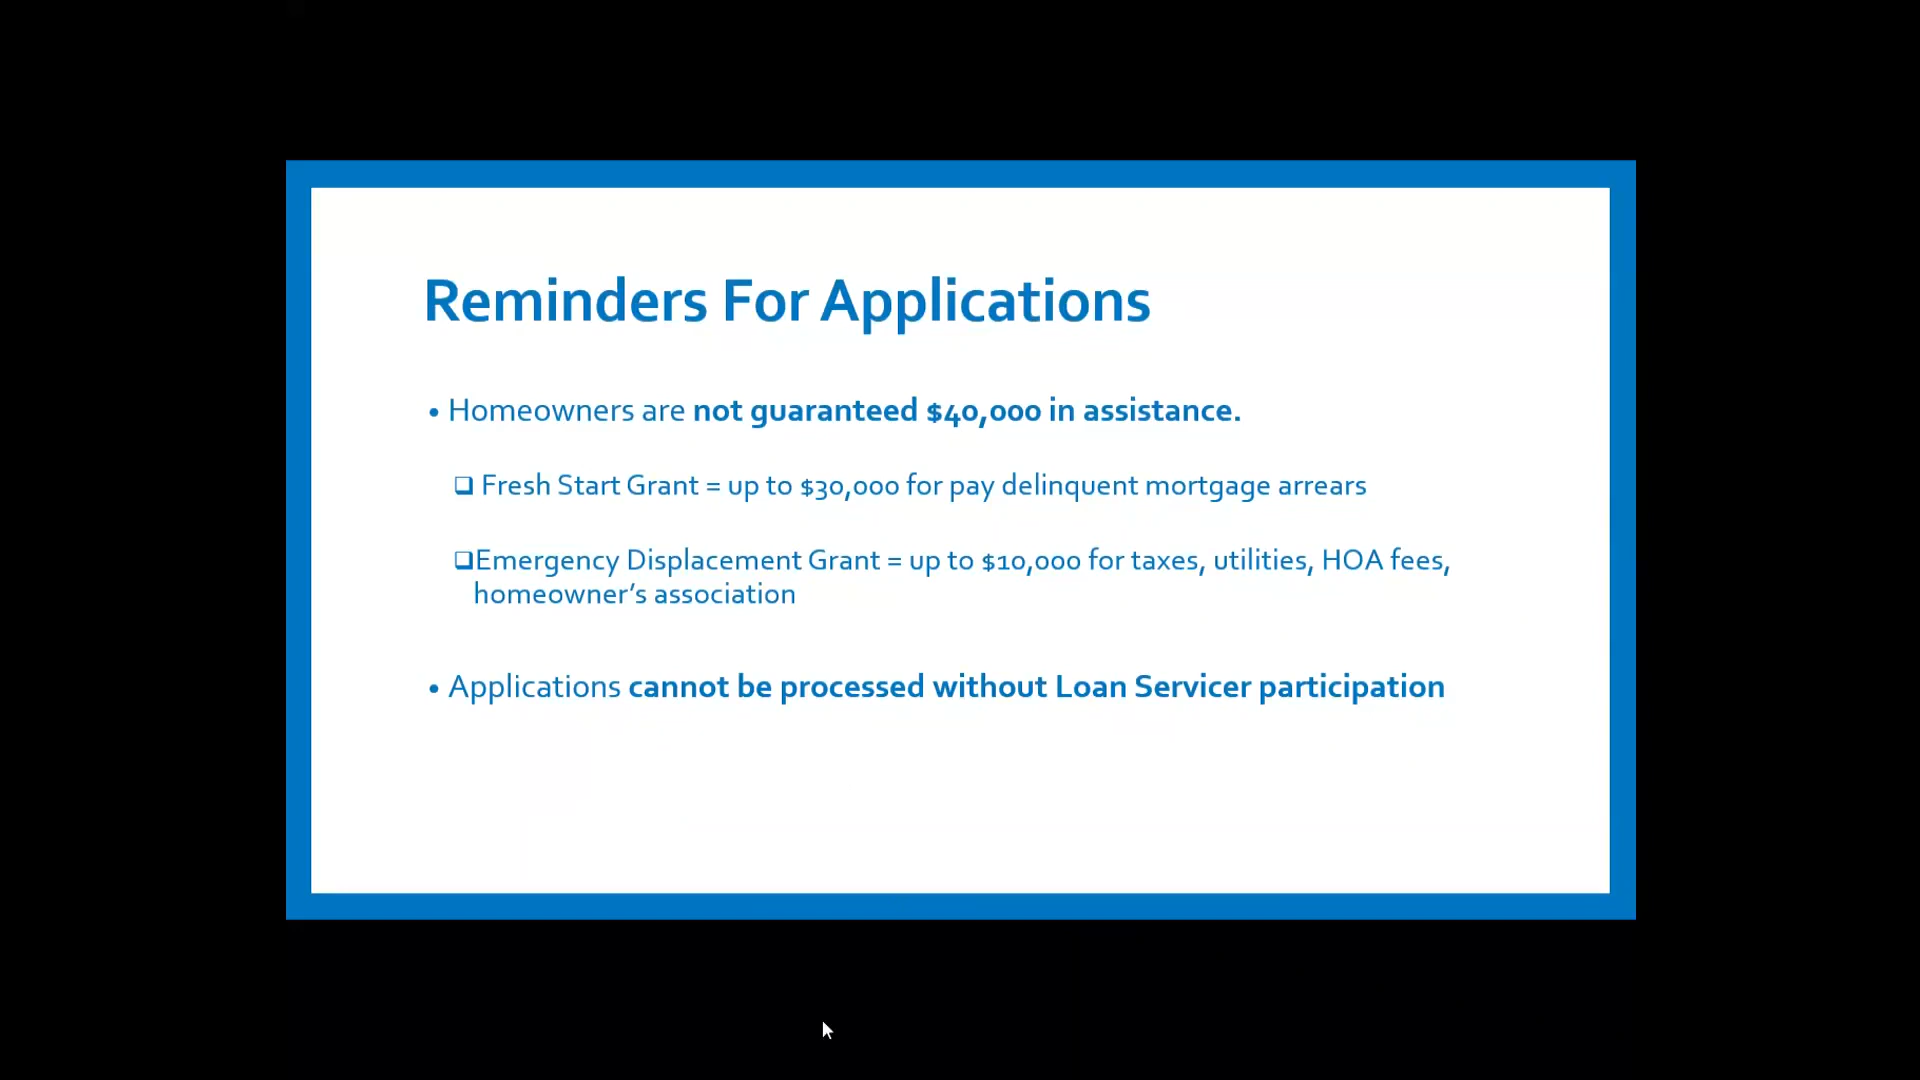 Reminders For Applications
• Homeowners are not guaranteed $40,000 in assistance.
❑ Fresh Start Grant = up to $30,000 for pay delinquent mortgage arrears
❑Emergency Displacement Grant = up to $10,000 for taxes, utilities, HOA fees,
homeowner’s association
• Applications cannot be processed without Loan Servicer participation